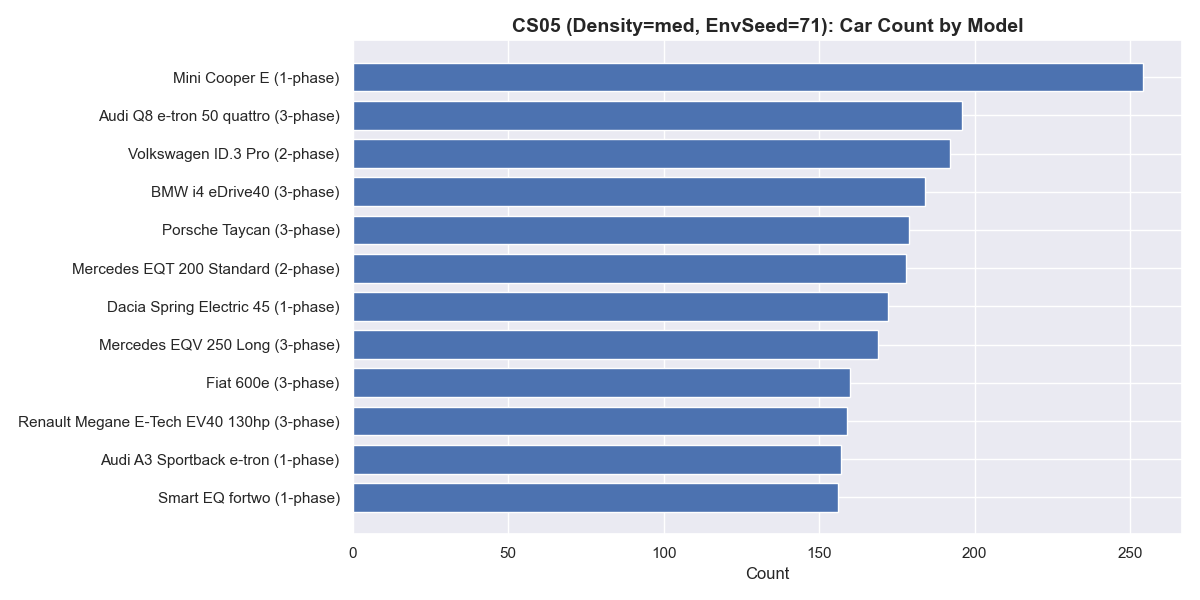 CS05 (Density=med, EnvSeed=71): Car Count by Model
Mini Cooper E (1-phase)
Audi Q8 e-tron 50 quattro (3-phase)
Volkswagen ID.3 Pro (2-phase)
BMW i4 eDrive40 (3-phase)
Porsche Taycan (3-phase)
Mercedes EQT 200 Standard (2-phase)
Dacia Spring Electric 45 (1-phase)
Mercedes EQV 250 Long (3-phase)
Fiat 600e (3-phase)
Renault Megane E-Tech EV40 130hp (3-phase)
Audi A3 Sportback e-tron (1-phase)
Smart EQ fortwo (1-phase)
0 50 100 150 200 250
Count